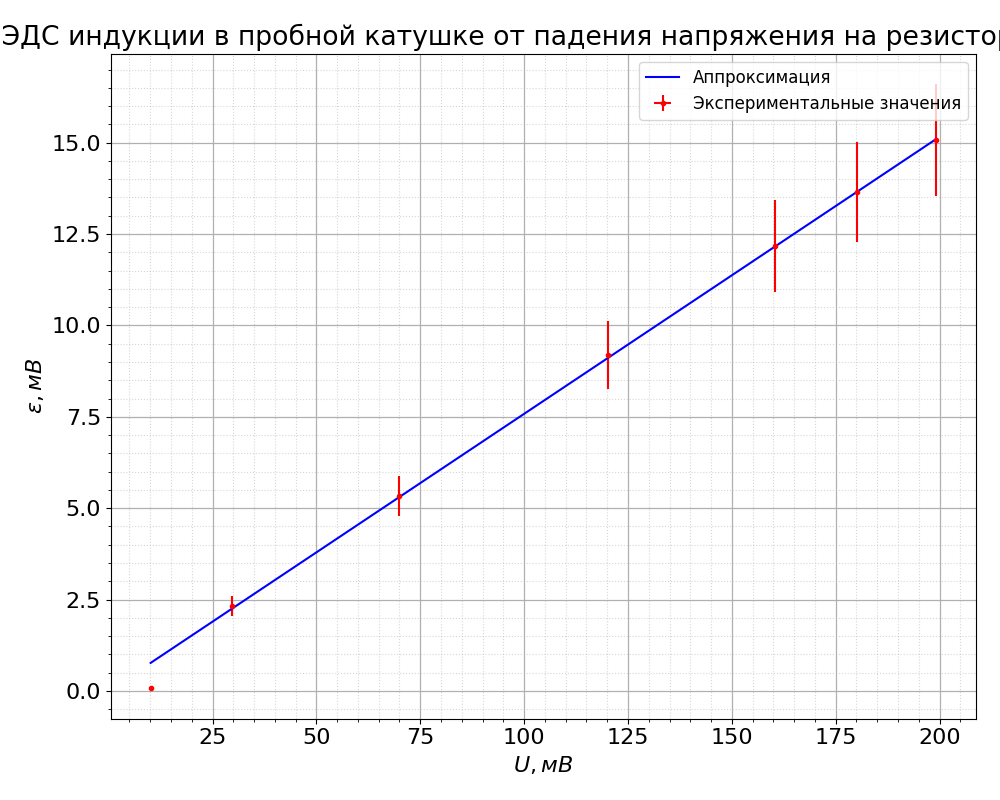 ЭДС индукции в пробной катушке от падения напряжения на резистор
Аппроксимация
Экспериментальные значения
15.0
12.5
10.0
7.5
5.0
2.5
0.0
ε, мВ
25 50 75 100 125 150 175 200
U, мВ